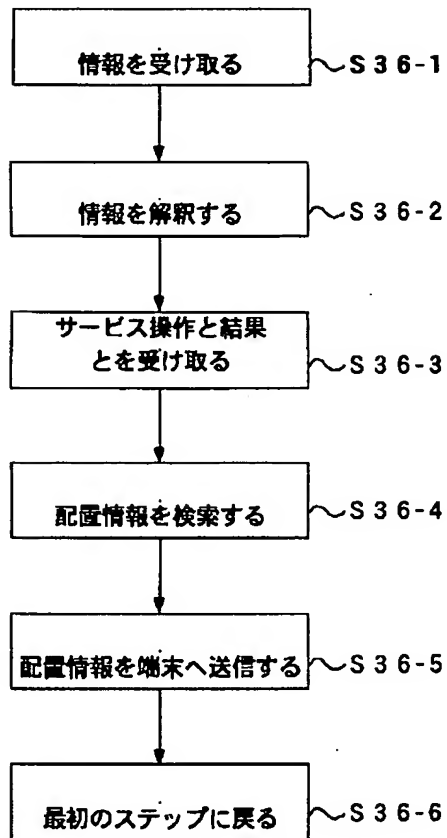 情報を受け取る
S36-1
情報を解釈する
S36-2
サービス操作と結果
とを受け取る
S36-3
配置情報を検索する
S36-4
配置情報を端末へ送信する
S36-5
最初のステップに戻る
S36-6